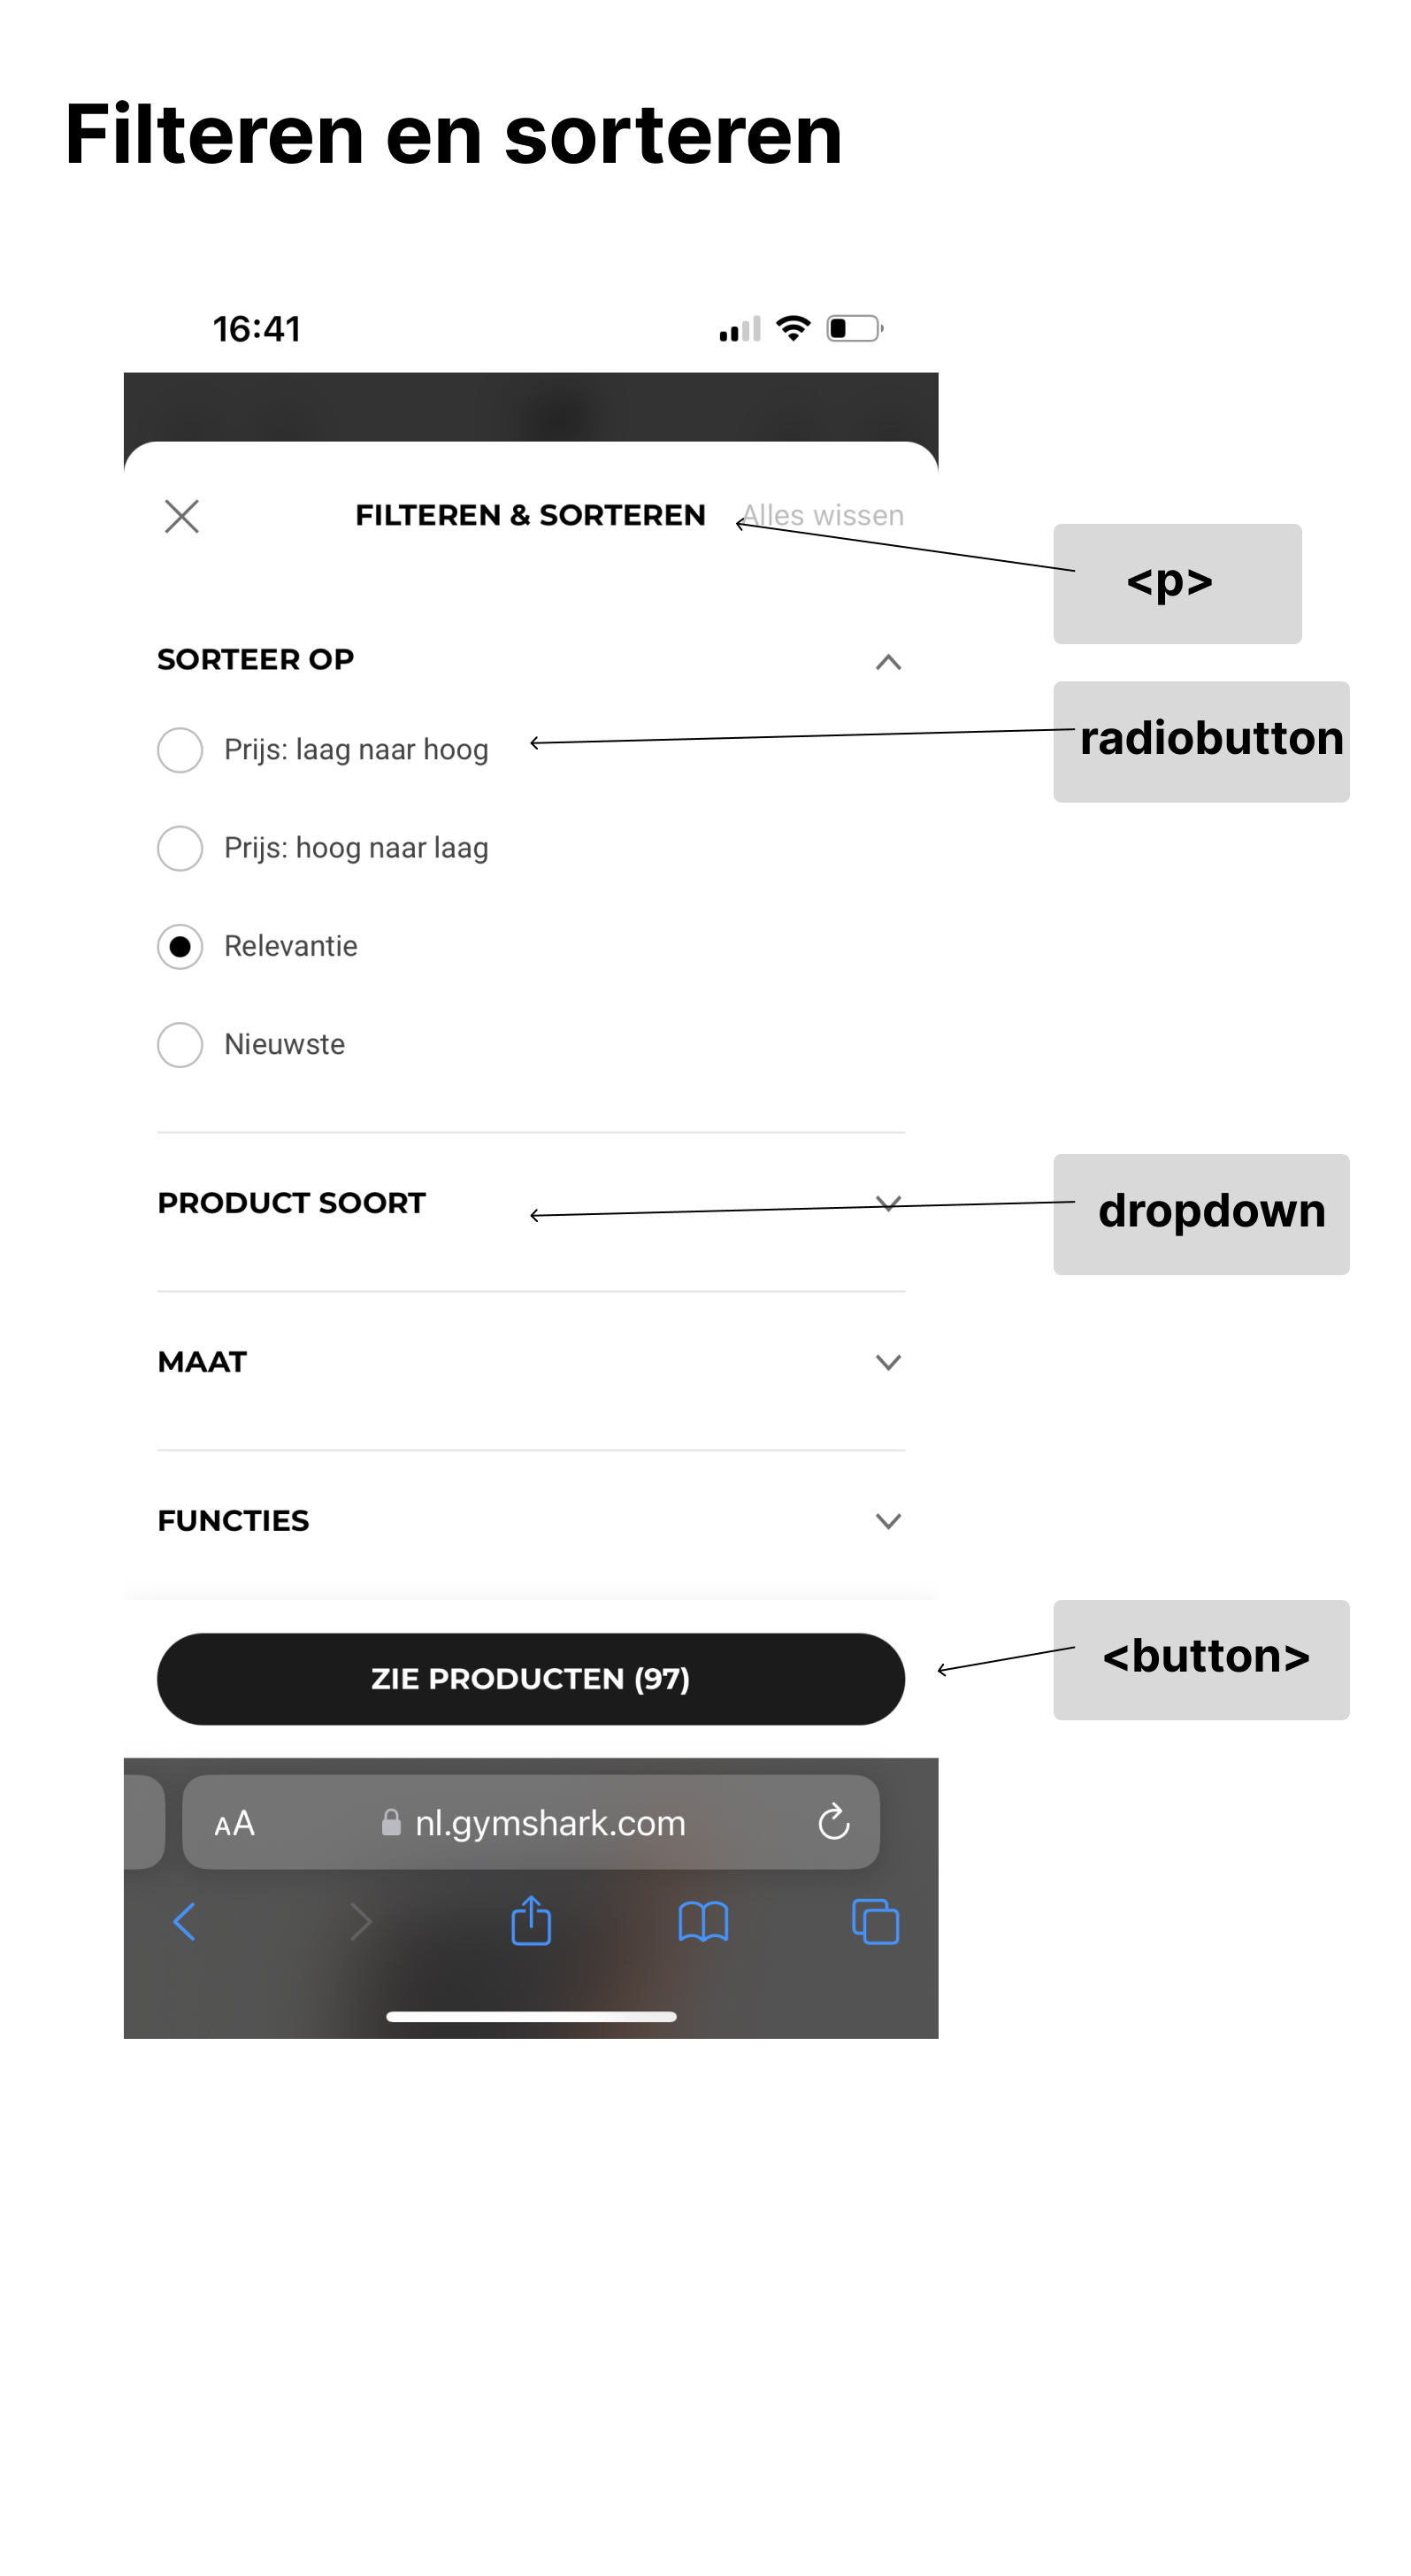 Filteren en sorteren
16:41
FILTEREN & SORTEREN Alles wissen
<p>
SORTEER OP
radiobutton
Prijs: laag naar hoog
Prijs: hoog naar laag
Relevantie
Nieuwste
PRODUCT SOORT
dropdown
MAAT
FUNCTIES
<button>
ZIE PRODUCTEN (97)
AA nl.gymshark.com